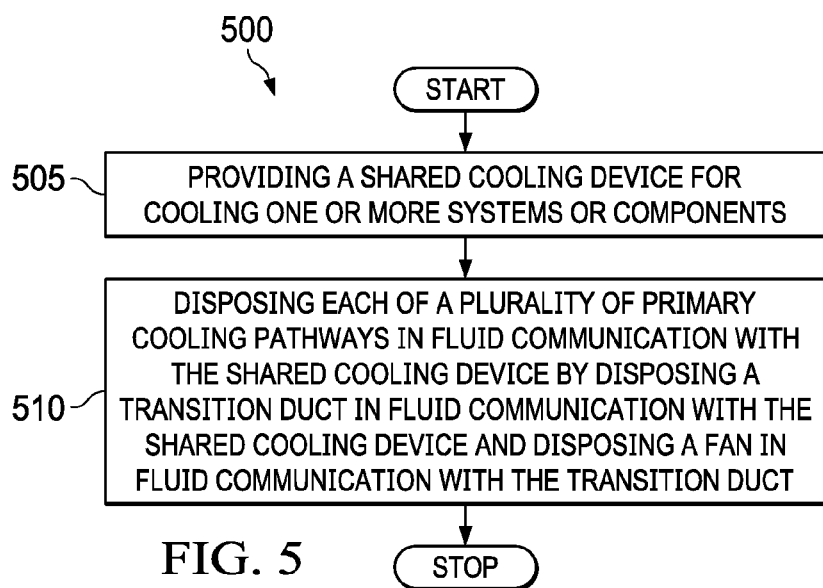 500
START
505
PROVIDING A SHARED COOLING DEVICE FOR
COOLING ONE OR MORE SYSTEMS OR COMPONENTS
510
DISPOSING EACH OF A PLURALITY OF PRIMARY
COOLING PATHWAYS IN FLUID COMMUNICATION WITH
THE SHARED COOLING DEVICE BY DISPOSING A
TRANSITION DUCT IN FLUID COMMUNICATION WITH THE
SHARED COOLING DEVICE AND DISPOSING A FAN IN
FLUID COMMUNICATION WITH THE TRANSITION DUCT
FIG. 5
STOP